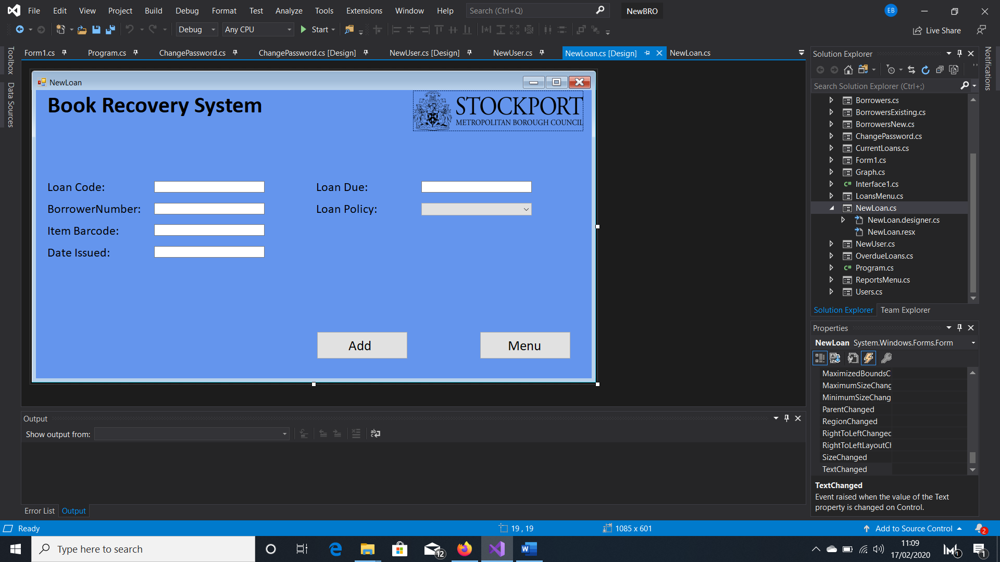 File Edit View Project Build Debug Format Test Analyze Tools Extensions Window Help Search (Ctrl+Q) NewBRO EB
Debug Any CPU Start Live Share
Toolbox
Data Sources
Form1.cs Program.cs ChangePassword.cs ChangePassword.cs [Design] NewUser.cs [Design] NewUser.cs NewLoan.cs [Design] NewLoan.cs
NewLoan
Book Recovery System
STOCKPORT
METROPOLITAN BOROUGH COUNCIL
Loan Code: Loan Due:
BorrowerNumber: Loan Policy:
Item Barcode:
Date Issued:
Add Menu
Output
Show output from:
Error List Output
Solution Explorer
Search Solution Explorer (Ctrl+;)
Borrowers.cs
BorrowersExisting.cs
BorrowersNew.cs
ChangePassword.cs
CurrentLoans.cs
Form1.cs
Graph.cs
C# Interface1.cs
LoansMenu.cs
NewLoan.cs
NewLoan.designer.cs
NewLoan.resx
NewUser.cs
OverdueLoans.cs
C# Program.cs
ReportsMenu.cs
Users.cs
Solution Explorer Team Explorer
Properties
NewLoan System.Windows.Forms.Form
MaximizedBoundsC
MaximumSizeChang
MinimumSizeChang
ParentChanged
RegionChanged
RightToLeftChanged
RightToLeftLayoutCl
SizeChanged
TextChanged
TextChanged
Event raised when the value of the Text
property is changed on Control.
Notifications
Ready 19 , 19 1085 x 601 Add to Source Control 2
Type here to search 12 11:09
17/02/2020 1 1